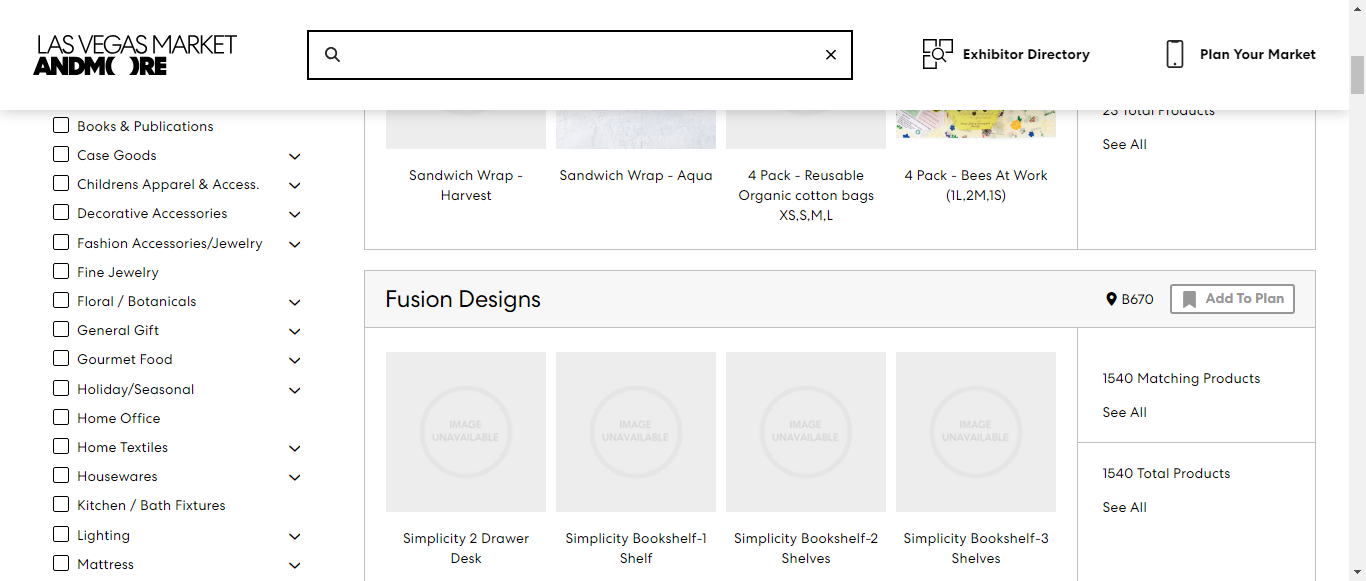 LAS VEGAS MARKET
ANDMORE
Exhibitor Directory
Plan Your Market
Books & Publications
Case Goods
Childrens Apparel & Access.
Decorative Accessories
Fashion Accessories/Jewelry
Fine Jewelry
Floral / Botanicals
General Gift
Gourmet Food
Holiday/Seasonal
Home Office
Home Textiles
Housewares
Kitchen / Bath Fixtures
Lighting
Mattress
Sandwrap Wrap -
Harvest
Sandwich Wrap - Aqua
4 Pack - Reusable
Organic cotton bags
XS,S,M,L
4 Pack - Bees At Work
(1L,2M,1S)
23 Total Products
See All
Fusion Designs
B670
Add To Plan
IMAGE
UNAVAILABLE
IMAGE
UNAVAILABLE
IMAGE
UNAVAILABLE
IMAGE
UNAVAILABLE
Simplicity 2 Drawer
Desk
Simplicity Bookshelf-1
Shelf
Simplicity Bookshelf-2
Shelves
Simplicity Bookshelf-3
Shelves
1540 Matching Products
See All
1540 Total Products
See All